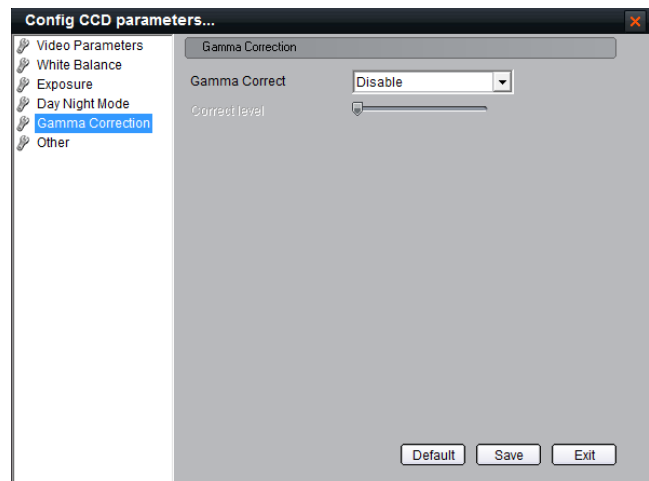 Config CCD parameters...
Video Parameters
White Balance
Exposure
Day Night Mode
Gamma Correction
Other
Gamma Correction
Gamma Correct
Disable
Correct level
Default
Save
Exit